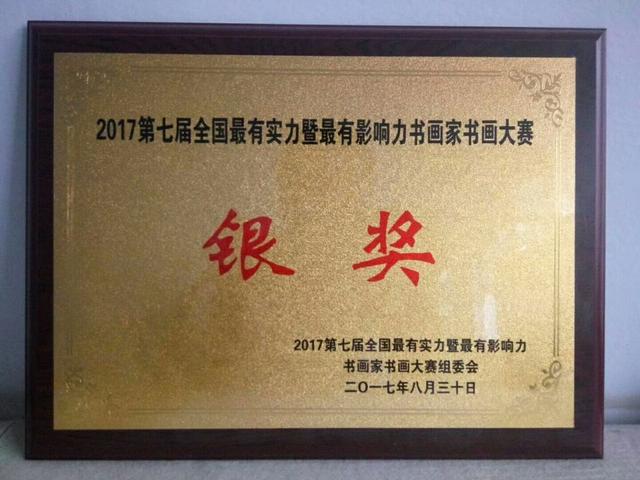 2017第七届全国最有实力暨最有影响力书画家书画大赛
银奖
2017第七届全国最有实力暨最有影响力
书画家书画大赛组委会
二〇一七年八月三十日